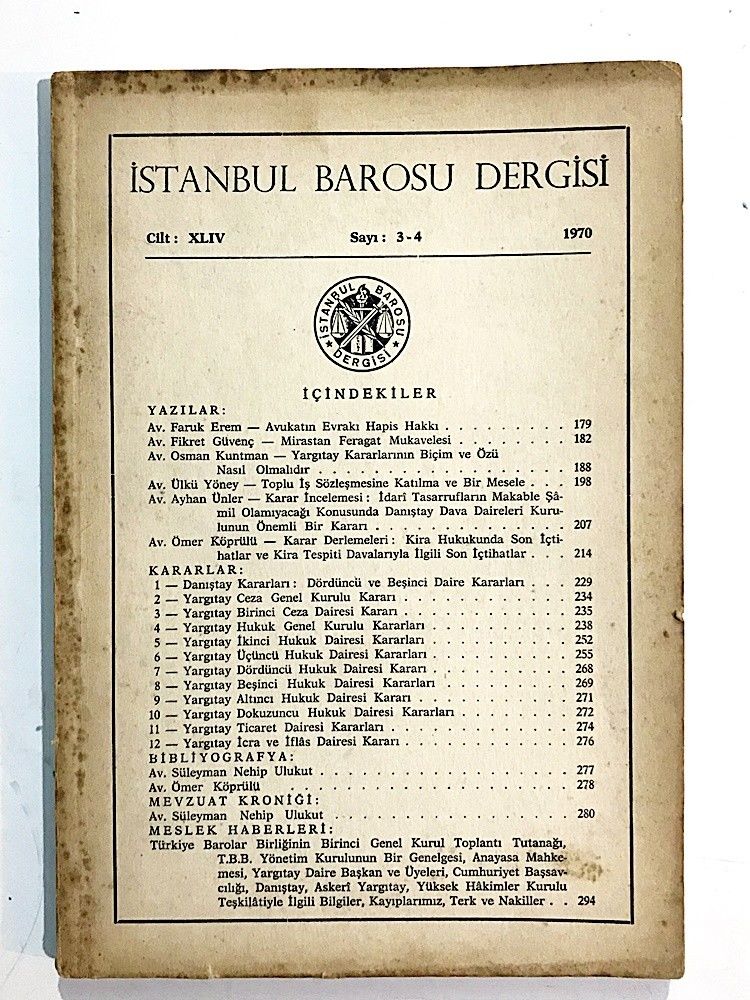 İSTANBUL BAROSU DERGİSİ
Cilt : XLIV Sayı : 3-4 1970
İSTANBUL BAROSU
DERGİSİ
İÇİNDEKİLER
YAZILAR:
Av. Faruk Erem — Avukatın Evrakı Hapis Hakkı . . . . . . . . . 179
Av. Fikret Güvenç — Mirastan Feragat Mukavelesi . . . . . . . . 182
Av. Osman Kuntman — Yargıtay Kararlarının Biçim ve Özü
Nasıl Olmalıdır . . . . . . . . . . . . . . . . . . 188
Av. Ülkü Yöney — Toplu İş Sözleşmesine Katılma ve Bir Mesele . . . 198
Av. Ayhan Ünler — Karar İncelemesi : İdarî Tasarrufların Makable Şâ-
mil Olamıyacağı Konusunda Danıştay Dava Daireleri Kuru-
lunun Önemli Bir Kararı . . . . . . . . . . . . . . 207
Av. Ömer Köprülü — Karar Derlemeleri : Kira Hukukunda Son İçti-
hatlar ve Kira Tespiti Davalarıyla İlgili Son İçtihatlar . . . 214
KARARLAR:
1 — Danıştay Kararları : Dördüncü ve Beşinci Daire Kararları . . . 229
2 — Yargıtay Ceza Genel Kurulu Kararı . . . . . . . . . . . . 234
3 — Yargıtay Birinci Ceza Dairesi Kararı . . . . . . . . . . . . 235
4 — Yargıtay Hukuk Genel Kurulu Kararları . . . . . . . . . . 238
5 — Yargıtay İkinci Hukuk Dairesi Kararları . . . . . . . . . . 252
6 — Yargıtay Üçüncü Hukuk Dairesi Kararları . . . . . . . . . . 255
7 — Yargıtay Dördüncü Hukuk Dairesi Kararı . . . . . . . . . . 268
8 — Yargıtay Beşinci Hukuk Dairesi Kararları . . . . . . . . . . 269
9 — Yargıtay Altıncı Hukuk Dairesi Kararı . . . . . . . . . . . 271
10 — Yargıtay Dokuzuncu Hukuk Dairesi Kararları . . . . . . . . 272
11 — Yargıtay Ticaret Dairesi Kararları . . . . . . . . . . . . . 274
12 — Yargıtay İcra ve İflâs Dairesi Kararı . . . . . . . . . . . . 276
BİBLİYOGRAFYA:
Av. Süleyman Nehip Ulukut . . . . . . . . . . . . . . . . . . 277
Av. Ömer Köprülü . . . . . . . . . . . . . . . . . . . . 278
MEVZUAT KRONİĞİ:
Av. Süleyman Nehip Ulukut . . . . . . . . . . . . . . . . . 280
MESLEK HABERLERİ:
Türkiye Barolar Birliğinin Birinci Genel Kurul Toplantı Tutanağı,
T.B.B. Yönetim Kurulunun Bir Genelgesi, Anayasa Mahke-
mesi, Yargıtay Daire Başkan ve Üyeleri, Cumhuriyet Başsav-
cılığı, Danıştay, Askerî Yargıtay, Yüksek Hâkimler Kurulu
Teşkilâtiyle İlgili Bilgiler, Kayıplarımız, Terk ve Nakiller . . 294